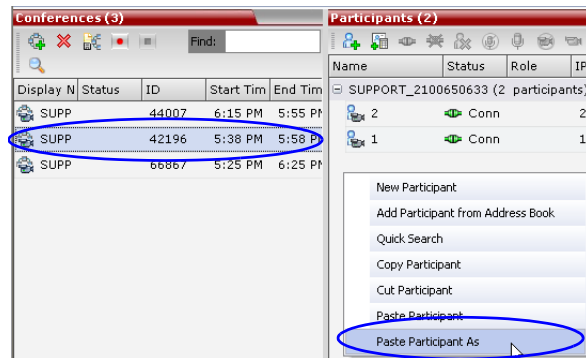 Conferences (3)
Find:
Display N Status ID Start Tim End Tim
SUPP 44007 6:15 PM 5:55 PM
SUPP 42196 5:38 PM 5:58 PM
SUPP 66867 5:25 PM 6:25 PM
Participants (2)
Name Status Role IP
SUPPORT_2100650633 (2 participants)
2 Conn 2
1 Conn 1
New Participant
Add Participant from Address Book
Quick Search
Copy Participant
Cut Participant
Paste Participant
Paste Participant As